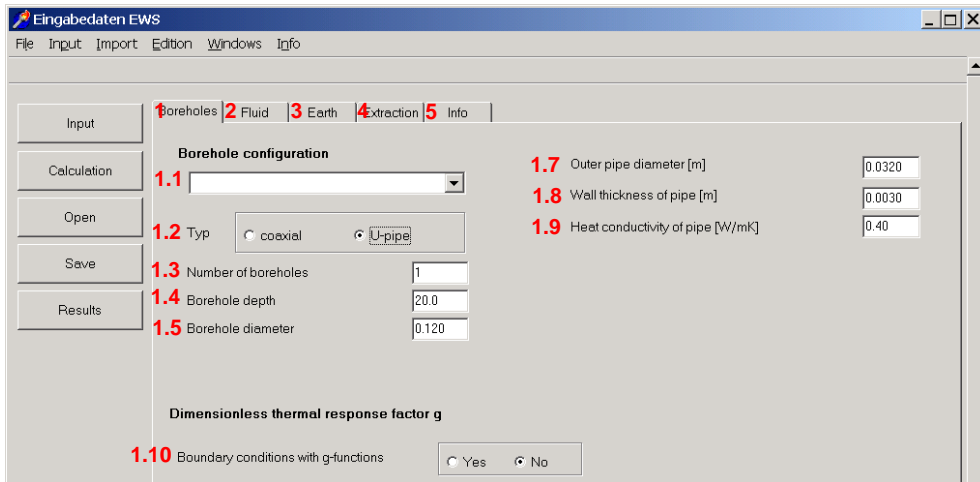 Eingabedaten EWS
File Input Import Edition Windows Info
1 Boreholes 2 Fluid 3 Earth 4 Extraction 5 Info
Input
Calculation
Open
Save
Results
Borehole configuration
1.1
1.2 Typ coaxial U-pipe
1.3 Number of boreholes 1
1.4 Borehole depth 20.0
1.5 Borehole diameter 0.120
1.7 Outer pipe diameter [m] 0.0320
1.8 Wall thickness of pipe [m] 0.0030
1.9 Heat conductivity of pipe [W/mK] 0.40
Dimensionless thermal response factor g
1.10 Boundary conditions with g-functions Yes No